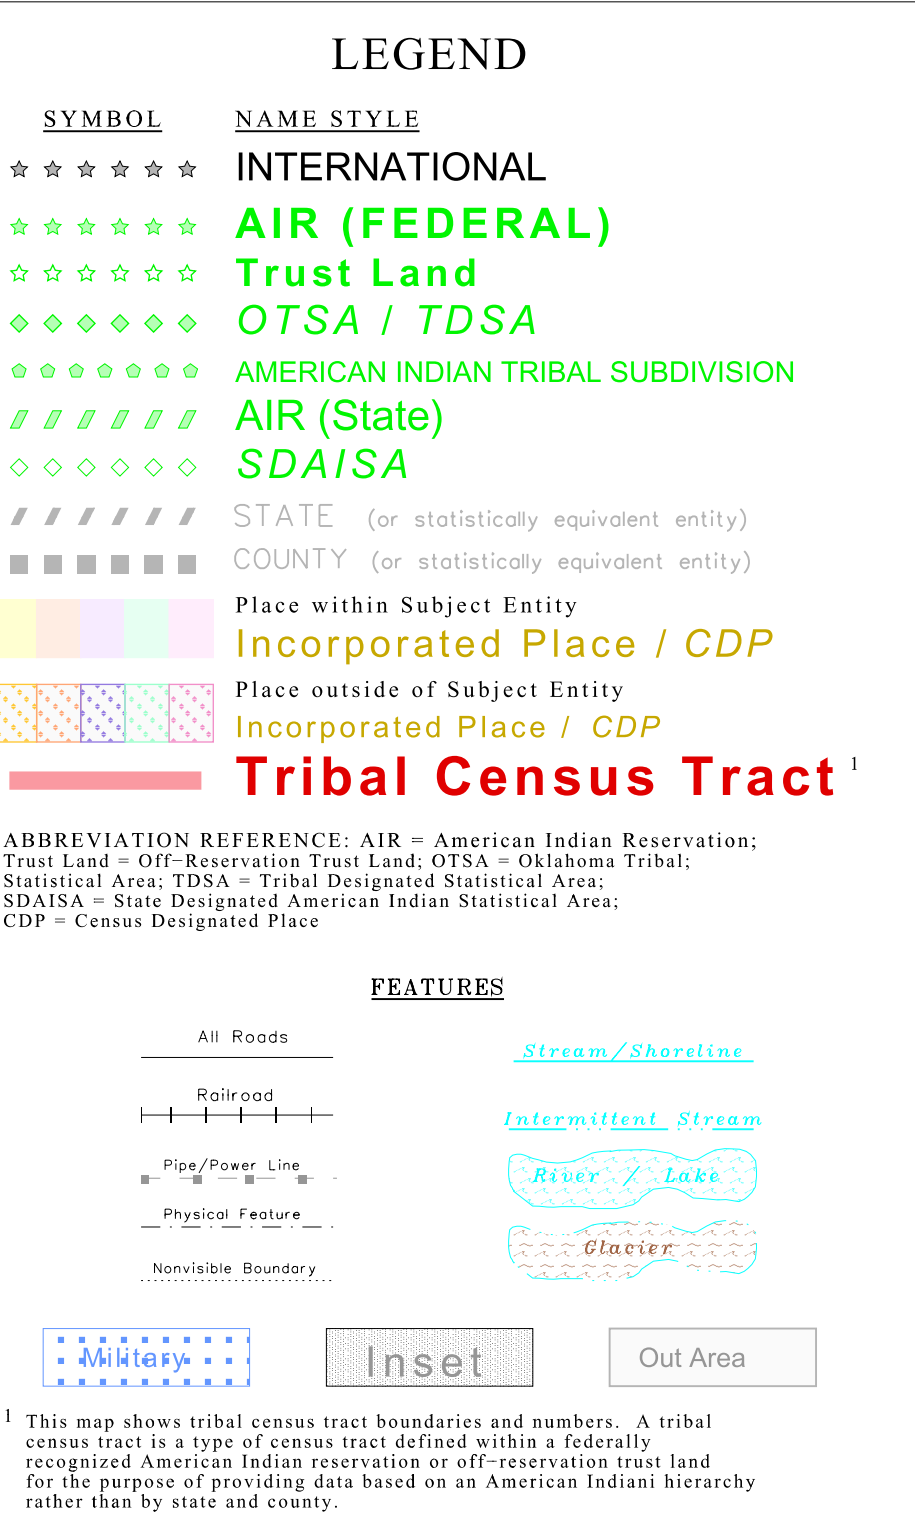 LEGEND
SYMBOL NAME STYLE
INTERNATIONAL
AIR (FEDERAL)
Trust Land
OTSA / TDSA
AMERICAN INDIAN TRIBAL SUBDIVISION
AIR (State)
SDAISA
STATE (or statistically equivalent entity)
COUNTY (or statistically equivalent entity)
Place within Subject Entity
Incorporated Place / CDP
Place outside of Subject Entity
Incorporated Place / CDP
Tribal Census Tract 1
ABBREVIATION REFERENCE: AIR = American Indian Reservation;
Trust Land = Off−Reservation Trust Land; OTSA = Oklahoma Tribal;
Statistical Area; TDSA = Tribal Designated Statistical Area;
SDAISA = State Designated American Indian Statistical Area;
CDP = Census Designated Place
FEATURES
All Roads
Railroad
Pipe/Power Line
Physical Feature
Nonvisible Boundary
Stream/Shoreline
Intermittent Stream
River / Lake
Glacier
Military
Inset
Out Area
1 This map shows tribal census tract boundaries and numbers. A tribal
census tract is a type of census tract defined within a federally
recognized American Indian reservation or off−reservation trust land
for the purpose of providing data based on an American Indiani hierarchy
rather than by state and county.